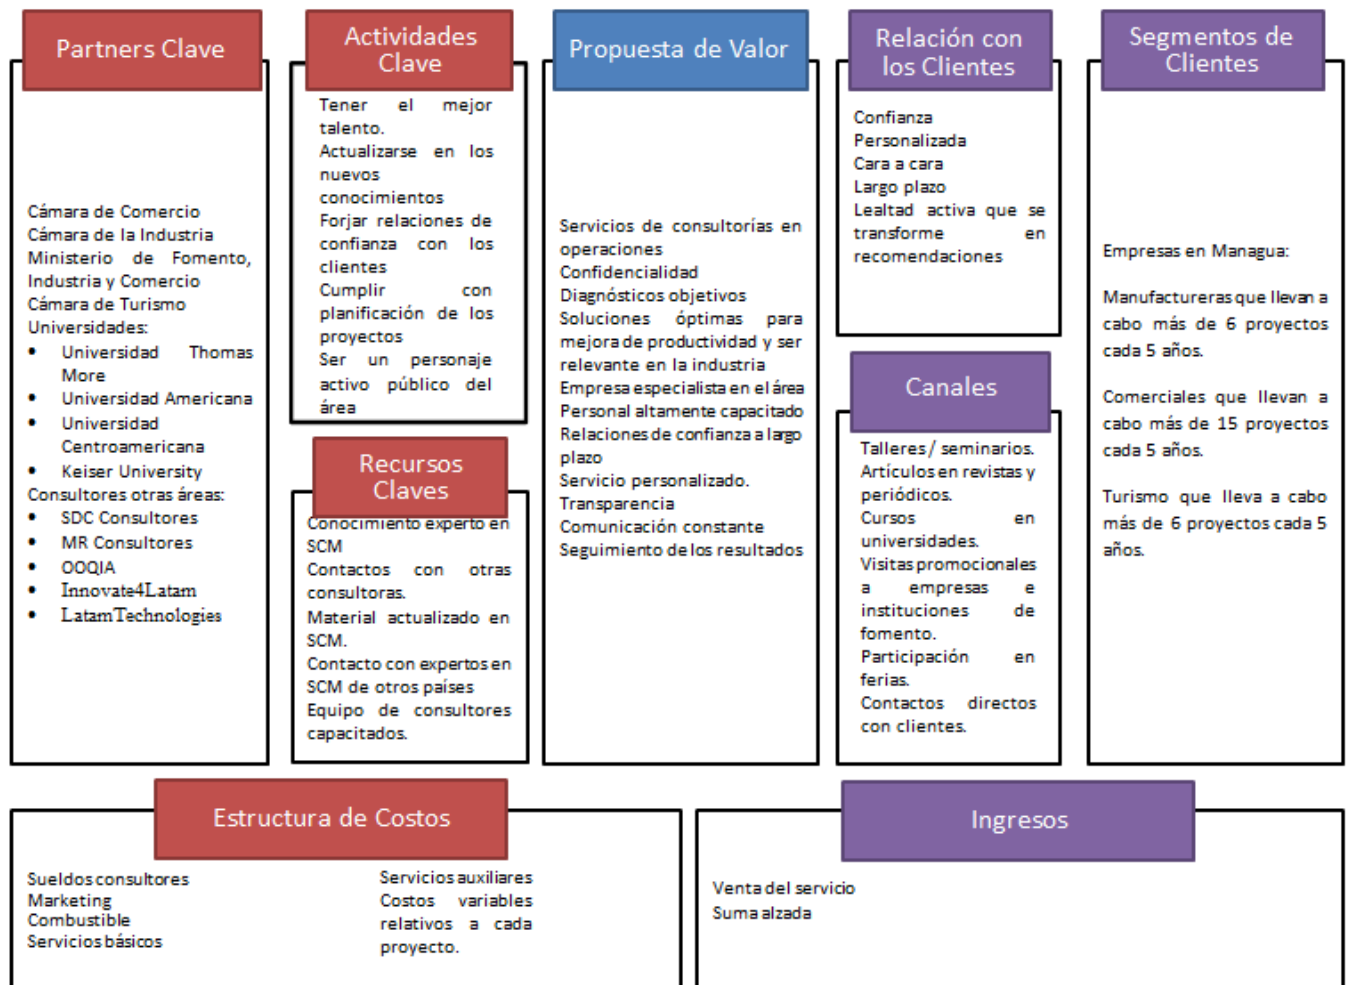 Partners Clave
Cámara de Comercio
Cámara de la Industria
Ministerio de Fomento,
Industria y Comercio
Cámara de Turismo
Universidades:
• Universidad Thomas
More
• Universidad Americana
• Universidad
Centroamericana
• Keiser University
Consultores otras áreas:
• SDC Consultores
• MR Consultores
• OOQIA
• Innovate4Latam
• LatamTechnologies
Actividades
Clave
Tener el mejor
talento.
Actualizarse en los
nuevos
conocimientos
Forjar relaciones de
confianza con los
clientes
Cumplir con
planificación de los
proyectos
Ser un personaje
activo público del
área
Recursos
Claves
Conocimiento experto en
SCM
Contactos con otras
consultoras.
Material actualizado en
SCM.
Contacto con expertos en
SCM de otros países
Equipo de consultores
capacitados.
Propuesta de Valor
Servicios de consultorías en
operaciones
Confidencialidad
Diagnósticos objetivos
Soluciones óptimas para
mejora de productividad y ser
relevante en la industria
Empresa especialista en el área
Personal altamente capacitado
Relaciones de confianza a largo
plazo
Servicio personalizado.
Transparencia
Comunicación constante
Seguimiento de los resultados
Relación con
los Clientes
Confianza
Personalizada
Cara a cara
Largo plazo
Lealtad activa que se
transforme en
recomendaciones
Canales
Talleres / seminarios.
Artículos en revistas y
periódicos.
Cursos en
universidades.
Visitas promocionales
a empresas e
instituciones de
fomento.
Participación en
ferias.
Contactos directos
con clientes.
Segmentos de
Clientes
Empresas en Managua:
Manufactureras que llevan a
cabo más de 6 proyectos
cada 5 años.
Comerciales que llevan a
cabo más de 15 proyectos
cada 5 años.
Turismo que lleva a cabo
más de 6 proyectos cada 5
años.
Estructura de Costos
Sueldos consultores
Marketing
Combustible
Servicios básicos
Servicios auxiliares
Costos variables
relativos a cada
proyecto.
Ingresos
Venta del servicio
Suma alzada